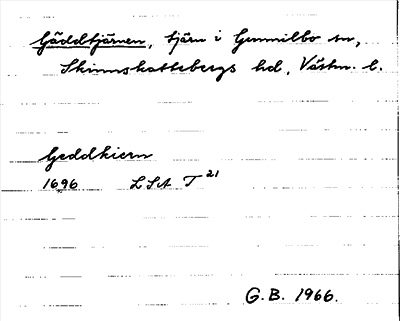 Gäddtjärnen, tjärn i Gunnilbo sn,
Skinnskattebergs hd, Västm. l.
Geddkiern
1696 LSA T 21
G.B. 1966.